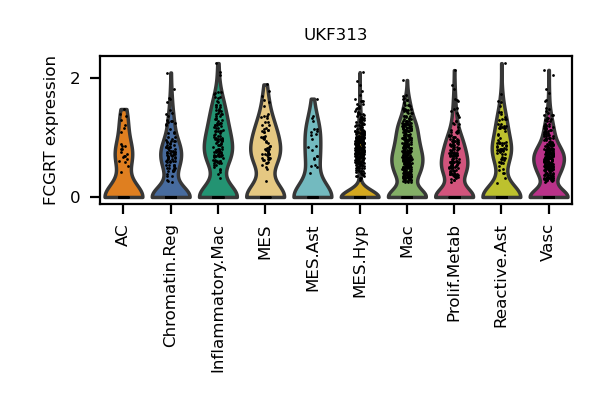 UKF313
FCGRT expression
2
0
AC
Chromatin.Reg
Inflammatory.Mac
MES
MES.Ast
MES.Hyp
Mac
Prolif.Metab
Reactive.Ast
Vasc